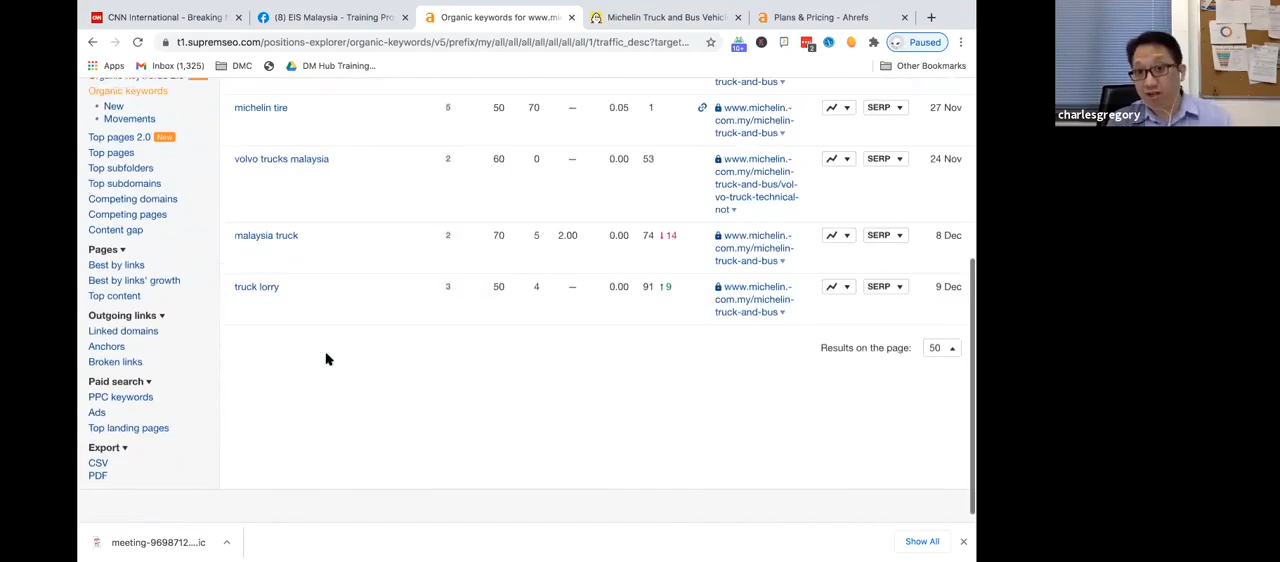 CNN International - Breaking
(8) EIS Malaysia - Training Pro
Organic keywords for www.mi
Michelin Truck and Bus Vehicl
Plans & Pricing - Ahrefs
t1.supremseo.com/positions-explorer/organic-keywords/v5/prefix/my/all/all/all/all/all/all/all/1/traffic_desc?target...
10+
2
Paused
Apps
Inbox (1,325)
DMC
DM Hub Training...
Other Bookmarks
charlesgregory
Organic keywords
New
Movements
Top pages 2.0 New
Top pages
Top subfolders
Top subdomains
Competing domains
Competing pages
Content gap
Pages
Best by links
Best by links' growth
Top content
Outgoing links
Linked domains
Anchors
Broken links
Paid search
PPC keywords
Ads
Top landing pages
Export
CSV
PDF
truck-and-bus
michelin tire 5 50 70 — 0.05 1 www.michelin.- SERP 27 Nov
com.my/michelin-
truck-and-bus
volvo trucks malaysia 2 60 0 — 0.00 53 www.michelin.- SERP 24 Nov
com.my/michelin-
truck-and-bus/vol-
vo-truck-technical-
not
malaysia truck 2 70 5 2.00 0.00 74 ↓14 www.michelin.- SERP 8 Dec
com.my/michelin-
truck-and-bus
truck lorry 3 50 4 — 0.00 91 ↑9 www.michelin.- SERP 9 Dec
com.my/michelin-
truck-and-bus
Results on the page: 50
meeting-9698712....ic
Show All